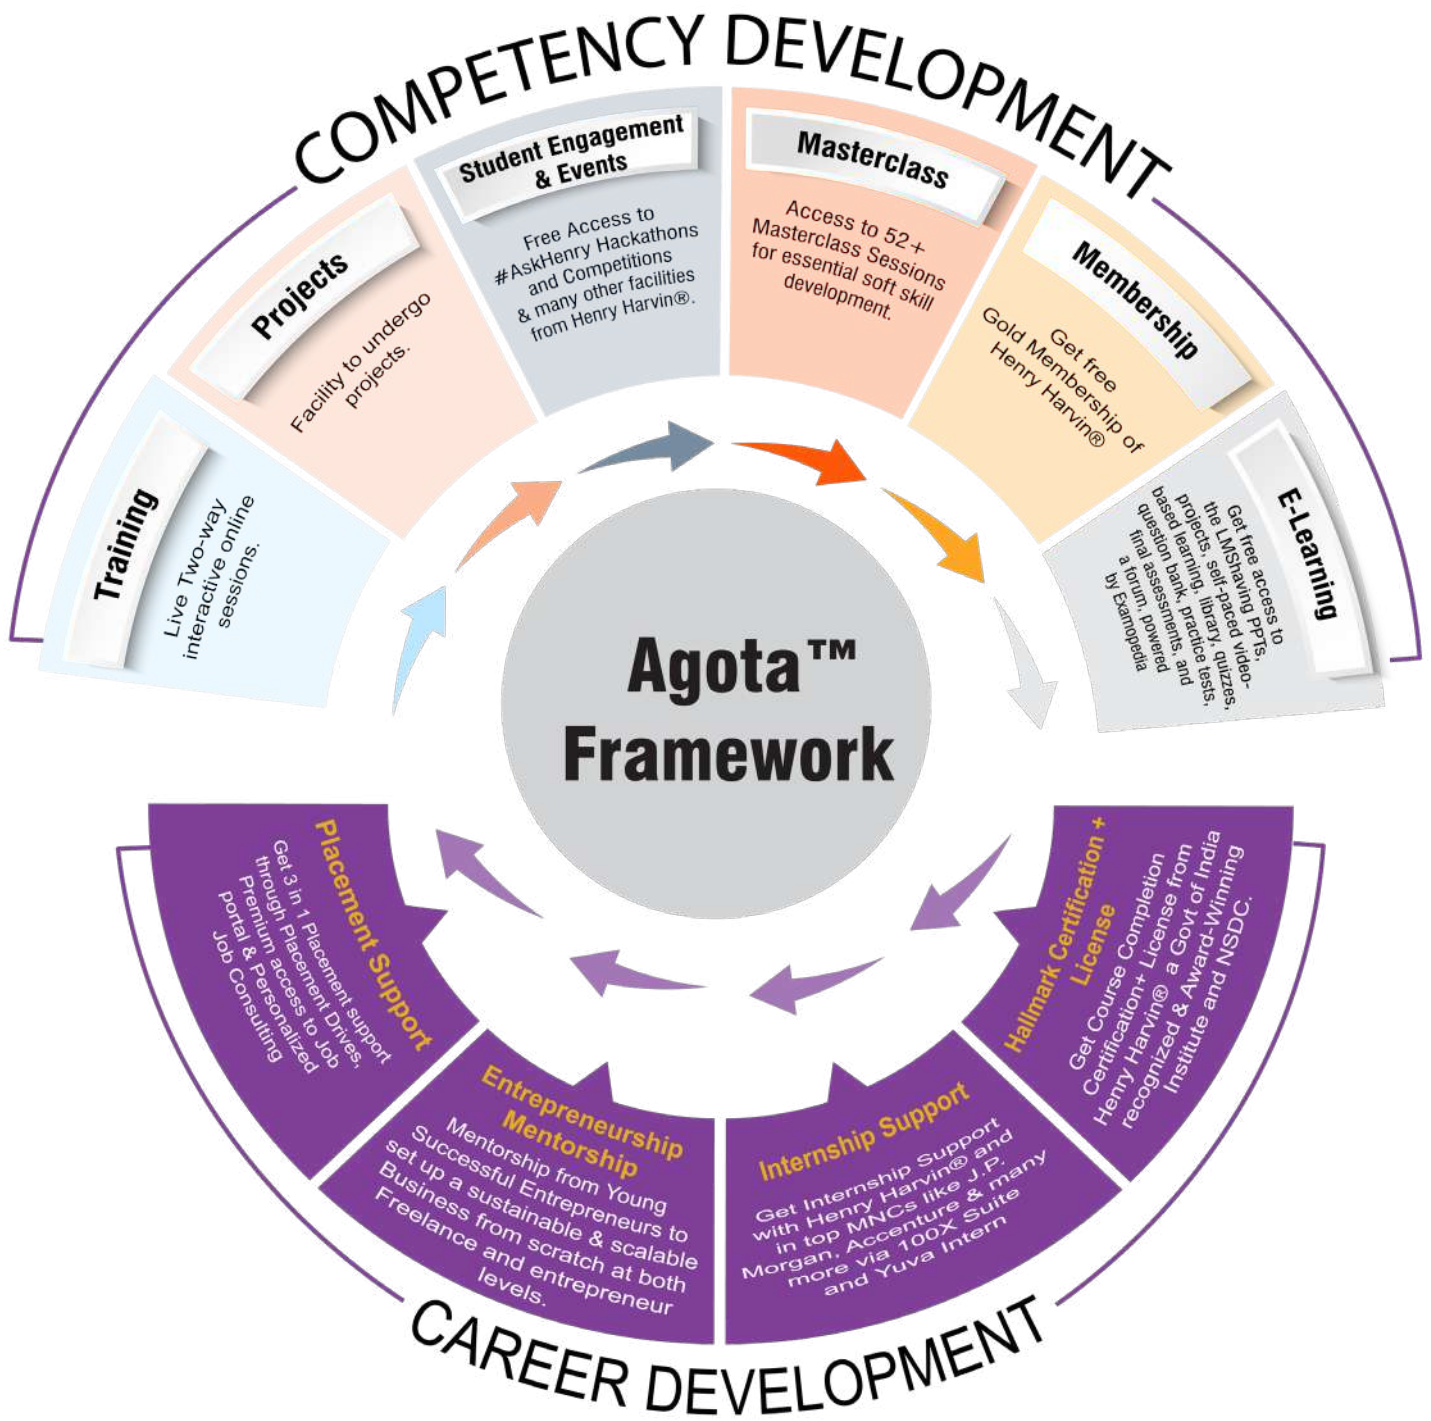 COMPETENCY DEVELOPMENT
Training
Live Two-way
interactive online
sessions.
Projects
Facility to undergo
projects.
Student Engagement
& Events
Free Access to
#AskHenry Hackathons
and Competitions
& many other facilities
from Henry Harvin®.
Masterclass
Access to 52+
Masterclass Sessions
for essential soft skill
development.
Membership
Get free
Gold Membership of
Henry Harvin®
E-Learning
Get free access to
the LMShaving PPTs,
projects, self-paced video-
based learning, library, quizzes,
question bank, practice tests,
final assessments, and
a forum, powered
by Examopedia
Agota™
Framework
Hallmark Certification +
License
Get Course Completion
Certification+ License from
Henry Harvin® a Govt of India
recognized & Award-Winning
Institute and NSDC.
Internship Support
Get Internship Support
with Henry Harvin® and
in top MNCs like J.P.
Morgan, Accenture & many
more via 100X Suite
and Yuva Intern
Entrepreneurship
Mentorship
Mentorship from Young
Successful Entrepreneurs to
set up a sustainable & scalable
Business from scratch at both
Freelance and entrepreneur
levels.
Placement Support
Get 3 in 1 Placement support
through Placement Drives,
Premium access to Job
portal & Personalized
Job Consulting
CAREER DEVELOPMENT